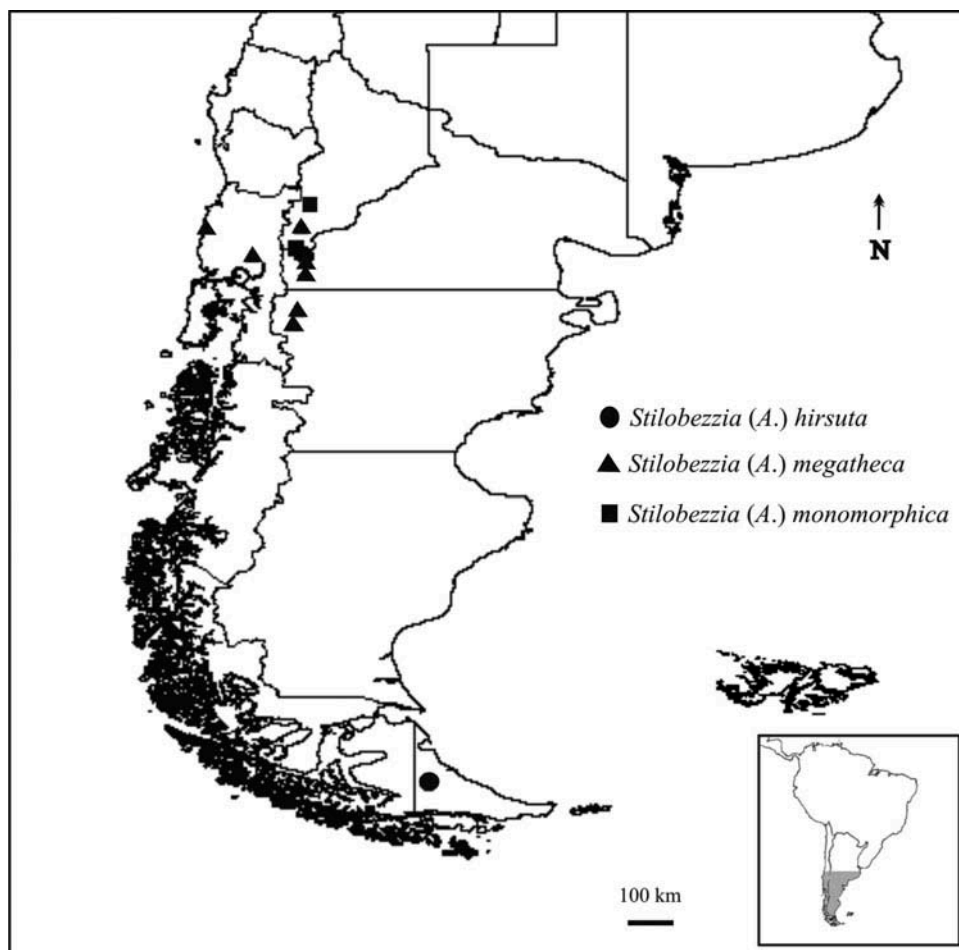 N
Stilobezzia (A.) hirsuta
Stilobezzia (A.) megatheca
Stilobezzia (A.) monomorphica
100 km